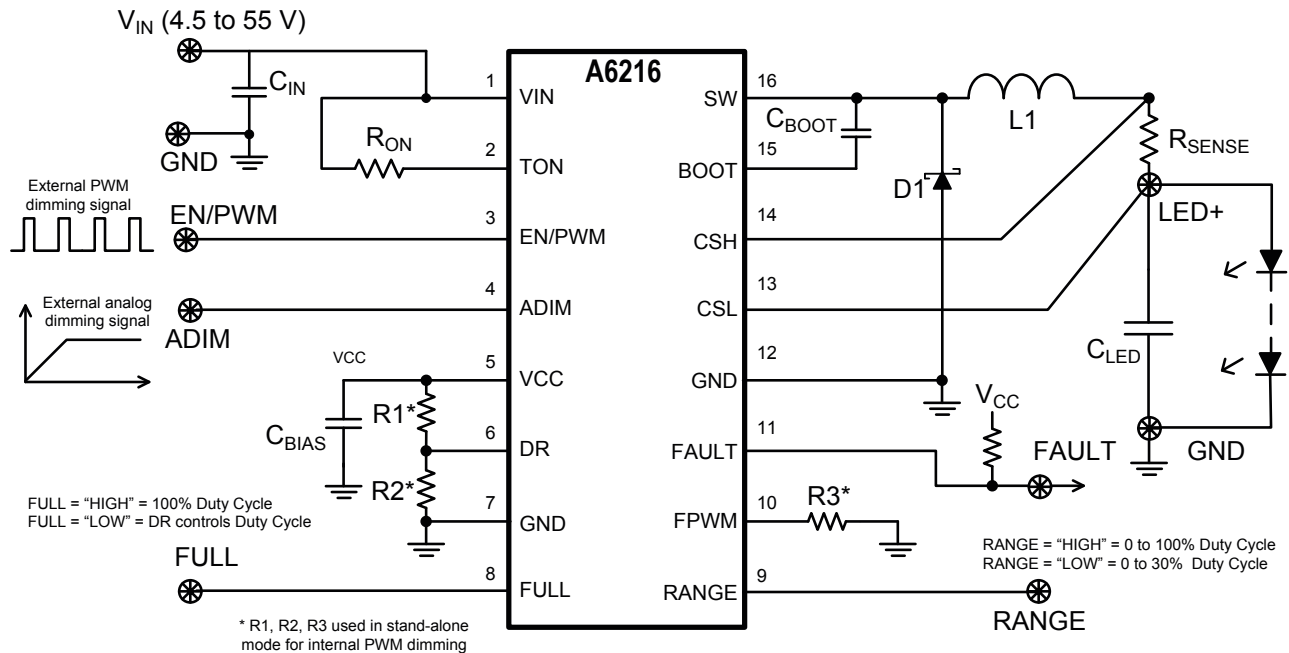 V_IN (4.5 to 55 V)
C_IN
GND
R_ON
External PWM
dimming signal
EN/PWM
External analog
dimming signal
ADIM
VCC
C_BIAS
R1*
R2*
FULL = “HIGH” = 100% Duty Cycle
FULL = “LOW” = DR controls Duty Cycle
FULL
* R1, R2, R3 used in stand-alone
mode for internal PWM dimming
A6216
1 VIN
2 TON
3 EN/PWM
4 ADIM
5 VCC
6 DR
7 GND
8 FULL
SW 16
BOOT 15
CSH 14
CSL 13
GND 12
FAULT 11
FPWM 10
RANGE 9
C_BOOT
L1
D1
R_SENSE
LED+
C_LED
V_CC
FAULT
GND
R3*
RANGE = “HIGH” = 0 to 100% Duty Cycle
RANGE = “LOW” = 0 to 30% Duty Cycle
RANGE